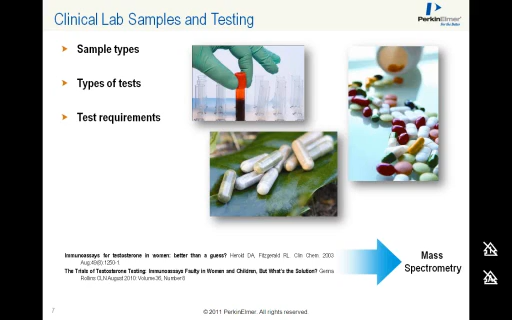 Clinical Lab Samples and Testing
PerkinElmer
For the Better
Sample types
Types of tests
Test requirements
Immunoassays for testosterone in women: better than a guess? Herold DA, Fitzgerald RL. Clin Chem. 2003
Aug;49(8):1250-1.
The Trials of Testosterone Testing: Immunoassays Faulty in Women and Children, But What's the Solution? Genna
Rollins CLN August 2010: Volume 36, Number 8
Mass
Spectrometry
7
© 2011 PerkinElmer. All rights reserved